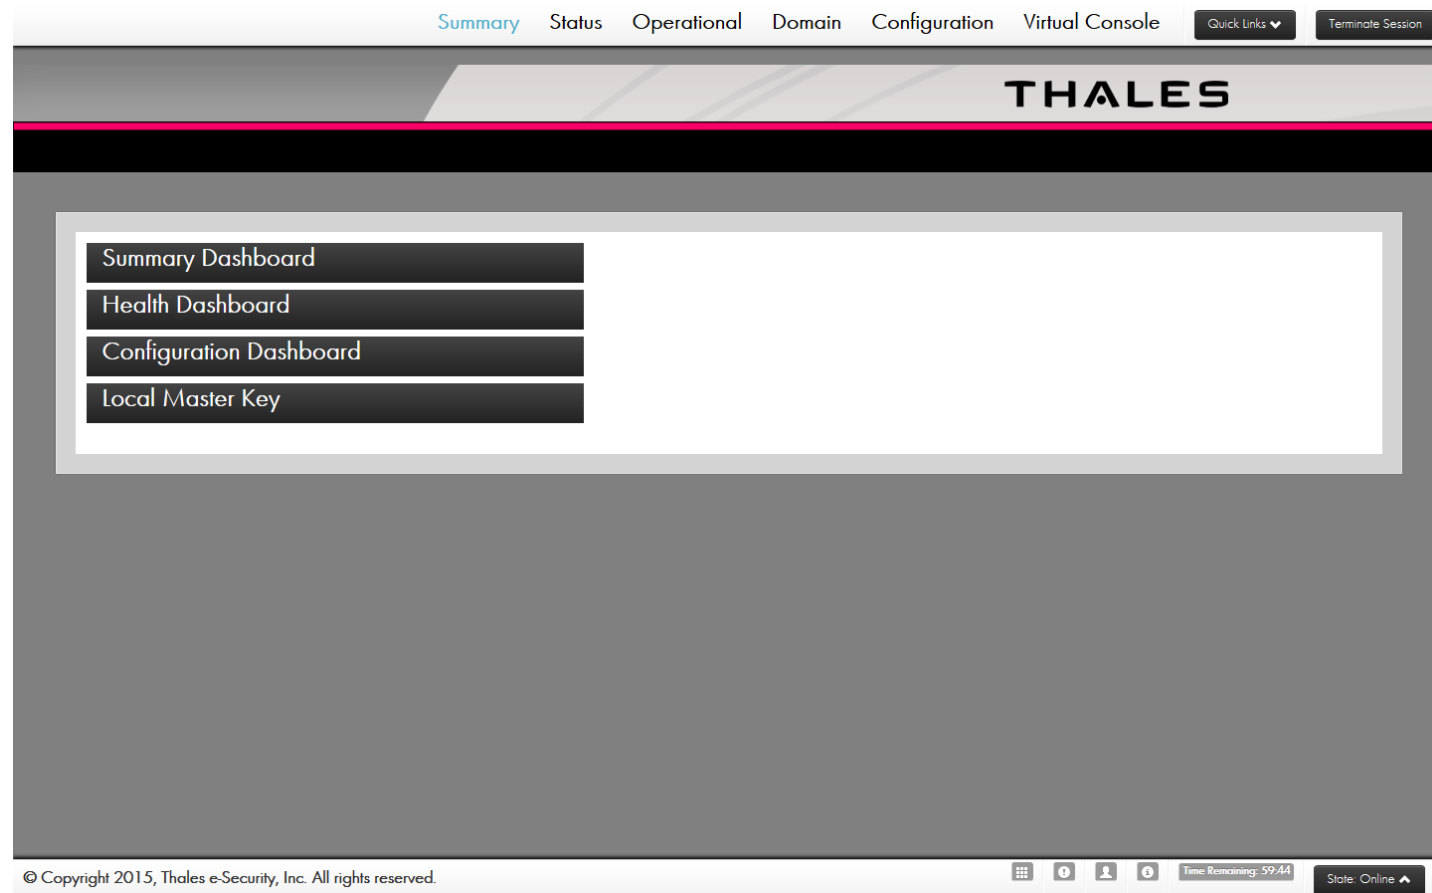 Summary Status Operational Domain Configuration Virtual Console Quick Links Terminate Session
THALES
Summary Dashboard
Health Dashboard
Configuration Dashboard
Local Master Key
© Copyright 2015, Thales e-Security, Inc. All rights reserved. Time Remaining: 59:44 State: Online